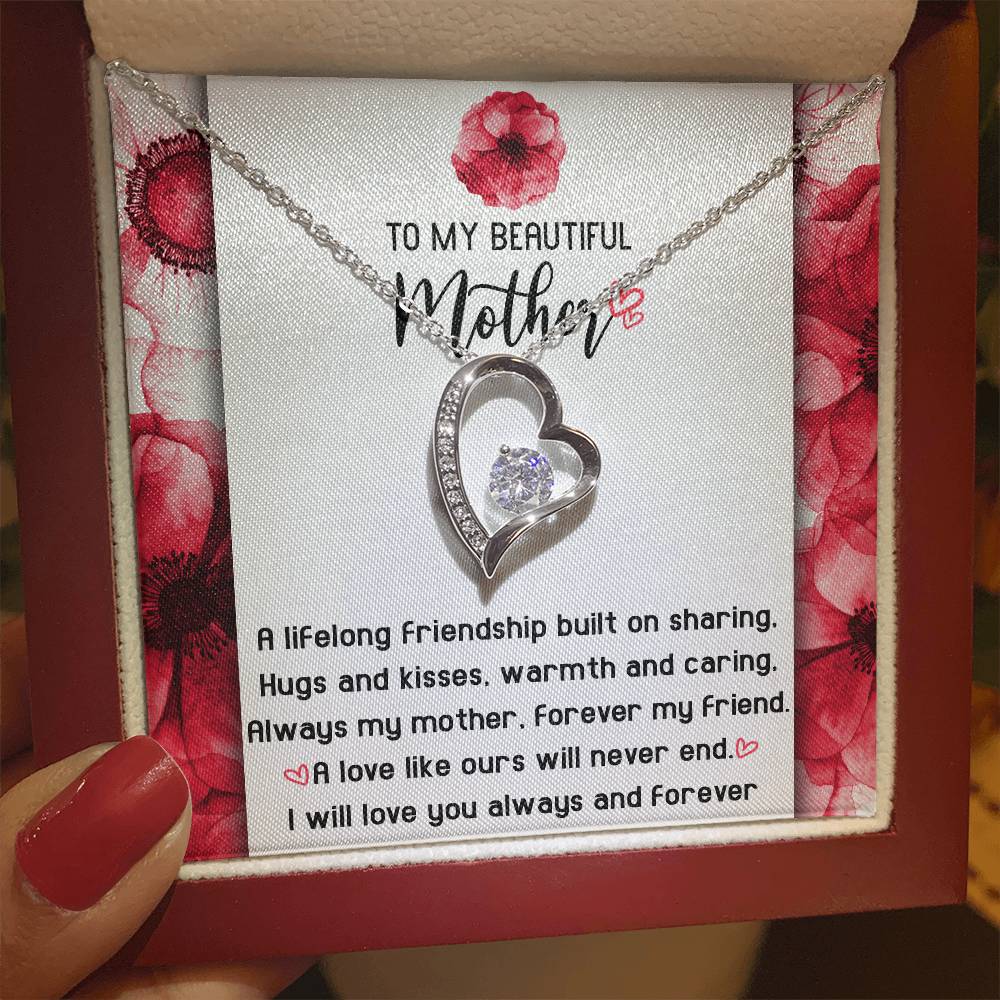 TO MY BEAUTIFUL
Mother
A lifelong friendship built on sharing,
Hugs and kisses, warmth and caring,
Always my mother, forever my friend.
A love like ours will never end.
I will love you always and forever